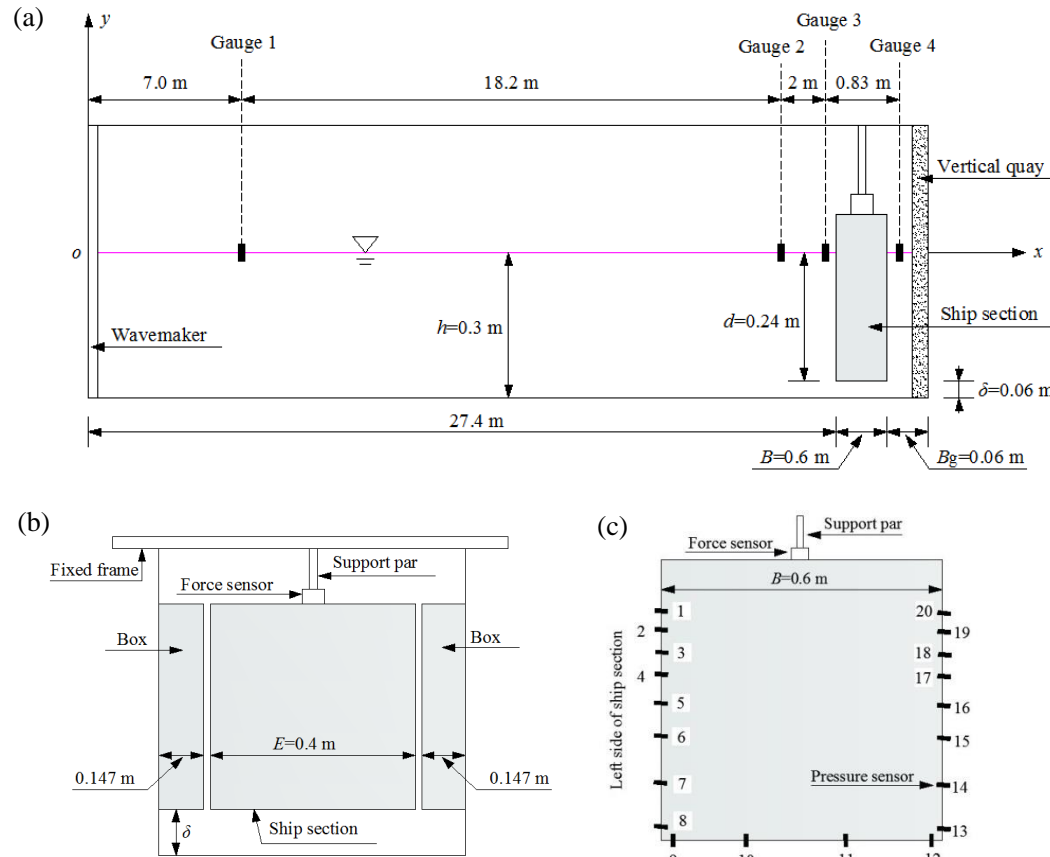 (a)
y
Gauge 1
Gauge 2
Gauge 3
Gauge 4
7.0 m
18.2 m
2 m
0.83 m
Vertical quay
o
x
h=0.3 m
d=0.24 m
Ship section
Wavemaker
δ=0.06 m
27.4 m
B=0.6 m
Bg=0.06 m
(b)
Fixed frame
Support par
Force sensor
Box
Box
E=0.4 m
0.147 m
0.147 m
δ
Ship section
(c)
Support par
Force sensor
B=0.6 m
Left side of ship section
1
2
3
4
5
6
7
8
20
19
18
17
16
15
Pressure sensor
14
13